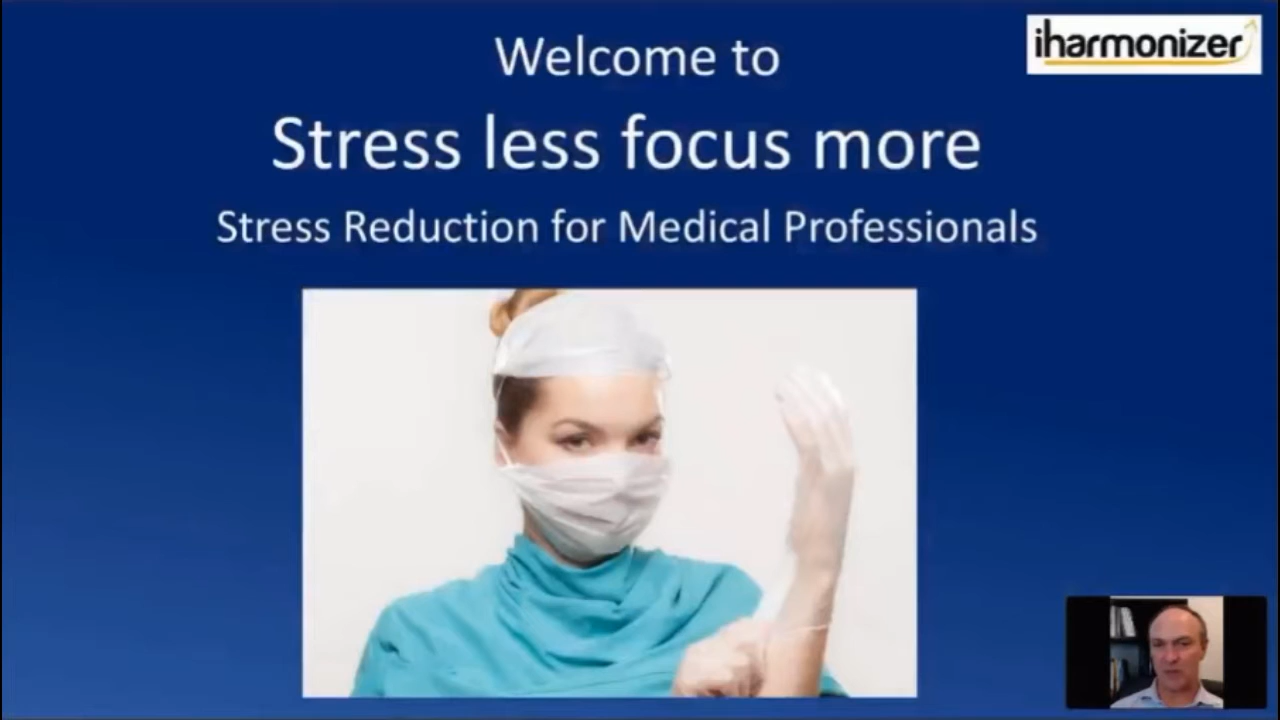 Welcome to
iharmonizer
Stress less focus more
Stress Reduction for Medical Professionals